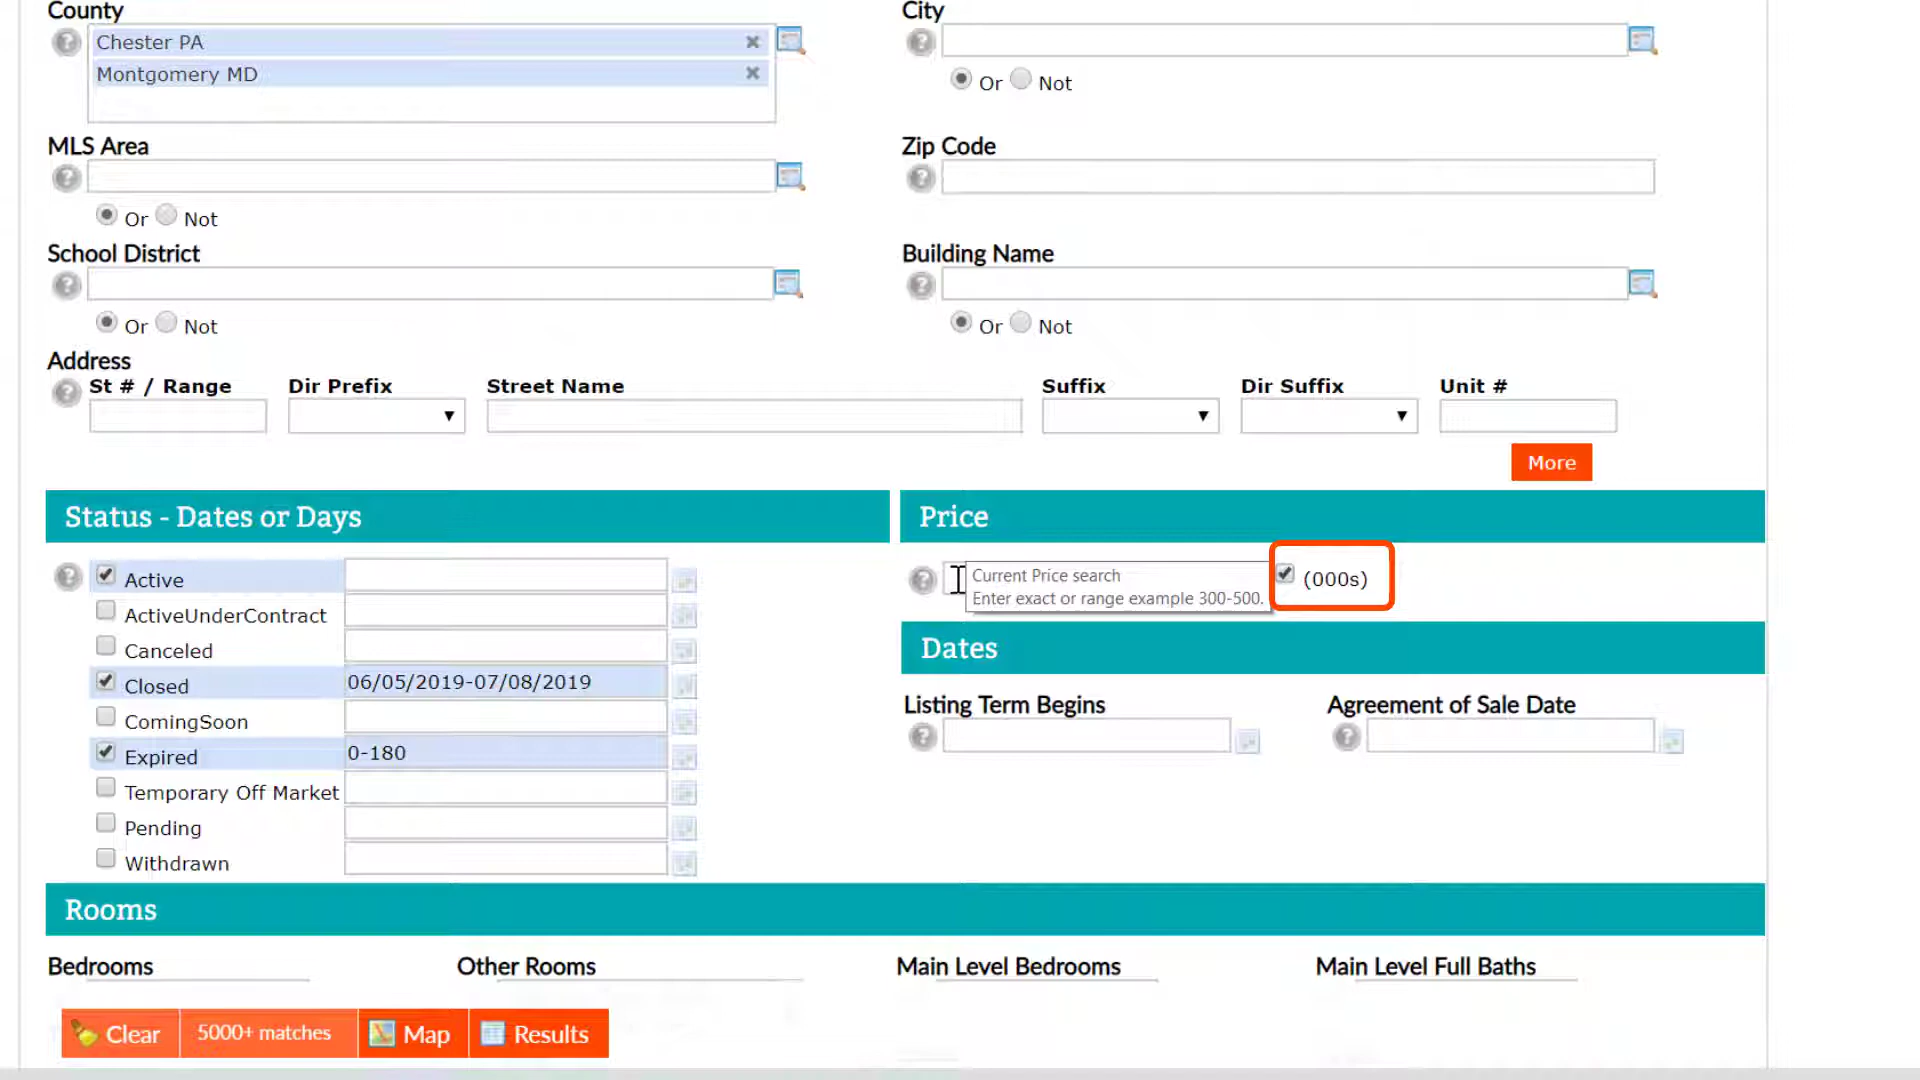 County
City
Chester PA
Montgomery MD
Or Not
MLS Area
Zip Code
Or Not
School District
Building Name
Or Not
Or Not
Address
St # / Range Dir Prefix Street Name Suffix Dir Suffix Unit #
More
Status - Dates or Days
Price
Active
ActiveUnderContract
Canceled
Closed 06/05/2019-07/08/2019
ComingSoon
Expired 0-180
Temporary Off Market
Pending
Withdrawn
Current Price search
Enter exact or range example 300-500.
(000s)
Dates
Listing Term Begins Agreement of Sale Date
Rooms
Bedrooms Other Rooms Main Level Bedrooms Main Level Full Baths
Clear 5000+ matches Map Results